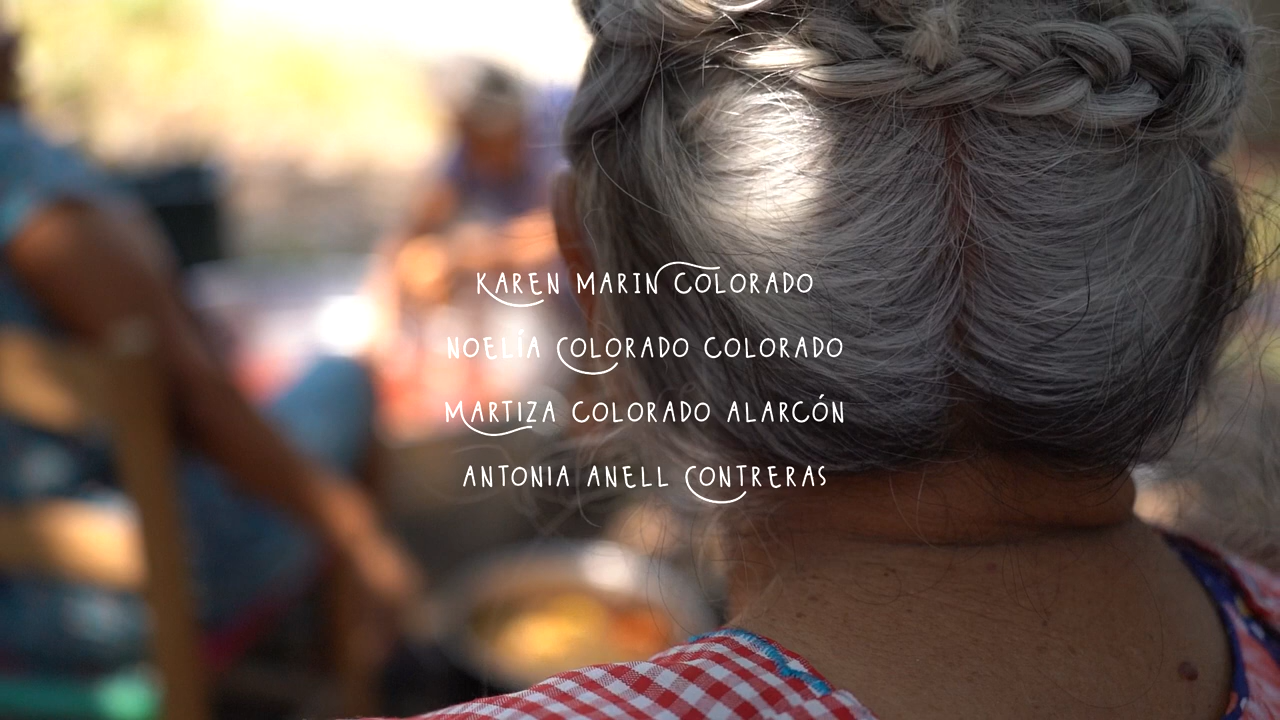 KAREN MARIN COLORADO
NOELÍA COLORADO COLORADO
MARTIZA COLORADO ALARCÓN
ANTONIA ANELL CONTRERAS